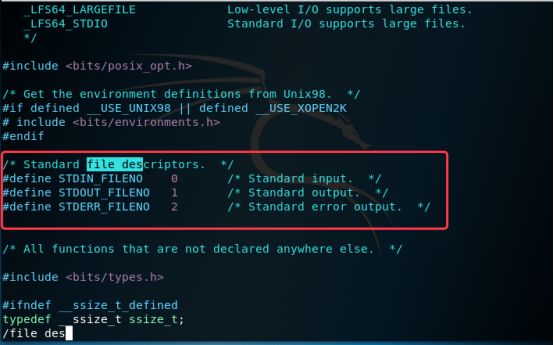 _LFS64_LARGEFILE Low-level I/O supports large files.
_LFS64_STDIO Standard I/O supports large files.
*/
#include <bits/posix_opt.h>
/* Get the environment definitions from Unix98. */
#if defined __USE_UNIX98 || defined __USE_XOPEN2K
# include <bits/environments.h>
#endif
/* Standard file descriptors. */
#define STDIN_FILENO 0 /* Standard input. */
#define STDOUT_FILENO 1 /* Standard output. */
#define STDERR_FILENO 2 /* Standard error output. */
/* All functions that are not declared anywhere else. */
#include <bits/types.h>
#ifndef __ssize_t_defined
typedef __ssize_t ssize_t;
/file des